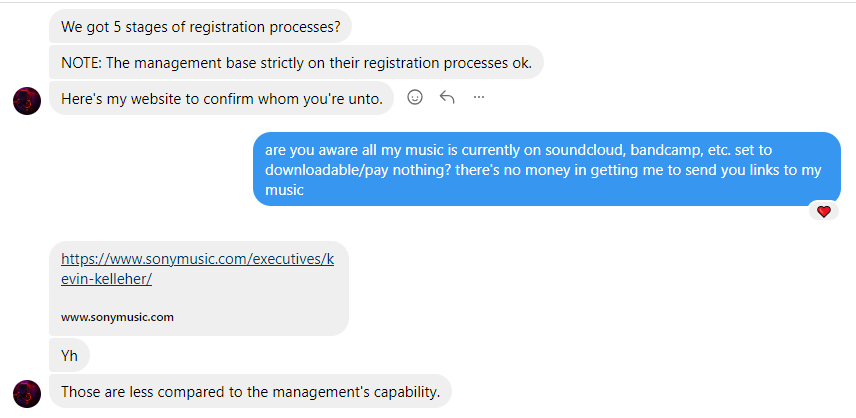 We got 5 stages of registration processes?
NOTE: The management base strictly on their registration processes ok.
Here's my website to confirm whom you're unto.
are you aware all my music is currently on soundcloud, bandcamp, etc. set to
downloadable/pay nothing? there's no money in getting me to send you links to my
music
https://www.sonymusic.com/executives/k
evin-kelleher/
www.sonymusic.com
Yh
Those are less compared to the management's capability.